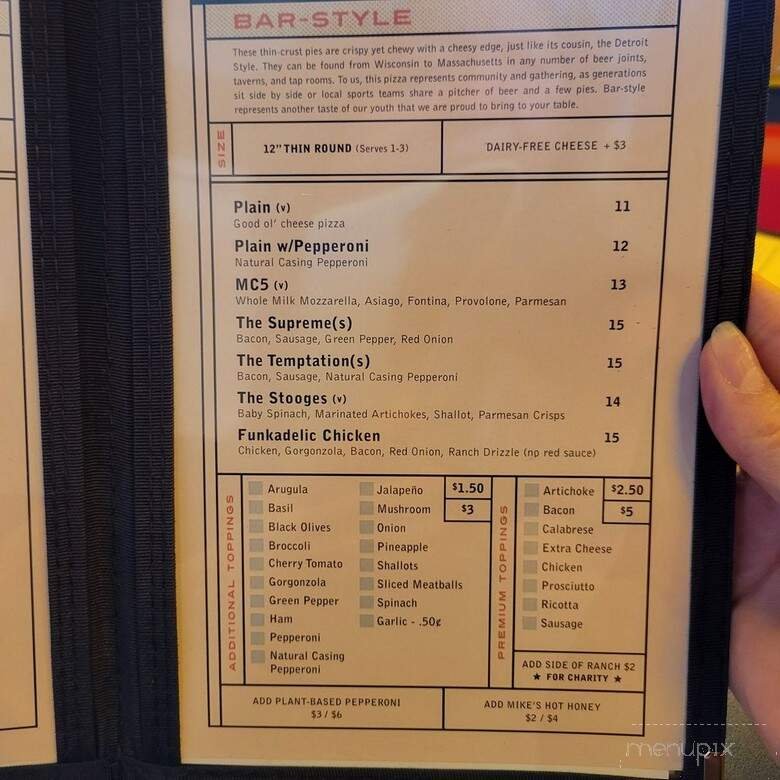 BAR-STYLE
These thin-crust pies are crispy yet chewy with a cheesy edge, just like its cousin, the Detroit
Style. They can be found from Wisconsin to Massachusetts in any number of beer joints,
taverns, and tap rooms. To us, this pizza represents community and gathering, as generations
sit side by side or local sports teams share a pitcher of beer and a few pies. Bar-style
represents another taste of our youth that we are proud to bring to your table.
SIZE
12" THIN ROUND (Serves 1-3)
DAIRY-FREE CHEESE + $3
Plain (v) 11
Good ol' cheese pizza
Plain w/Pepperoni 12
Natural Casing Pepperoni
MC5 (v) 13
Whole Milk Mozzarella, Asiago, Fontina, Provolone, Parmesan
The Supreme(s) 15
Bacon, Sausage, Green Pepper, Red Onion
The Temptation(s) 15
Bacon, Sausage, Natural Casing Pepperoni
The Stooges (v) 14
Baby Spinach, Marinated Artichokes, Shallot, Parmesan Crisps
Funkadelic Chicken 15
Chicken, Gorgonzola, Bacon, Red Onion, Ranch Drizzle (np red sauce)
ADDITIONAL TOPPINGS
$1.50
$3
Arugula
Basil
Black Olives
Broccoli
Cherry Tomato
Gorgonzola
Green Pepper
Ham
Pepperoni
Natural Casing
Pepperoni
Jalapeño
Mushroom
Onion
Pineapple
Shallots
Sliced Meatballs
Spinach
Garlic - .50¢
PREMIUM TOPPINGS
$2.50
$5
Artichoke
Bacon
Calabrese
Extra Cheese
Chicken
Prosciutto
Ricotta
Sausage
ADD SIDE OF RANCH $2
★ FOR CHARITY ★
ADD PLANT-BASED PEPPERONI
$3 / $6
ADD MIKE'S HOT HONEY
$2 / $4
menupix